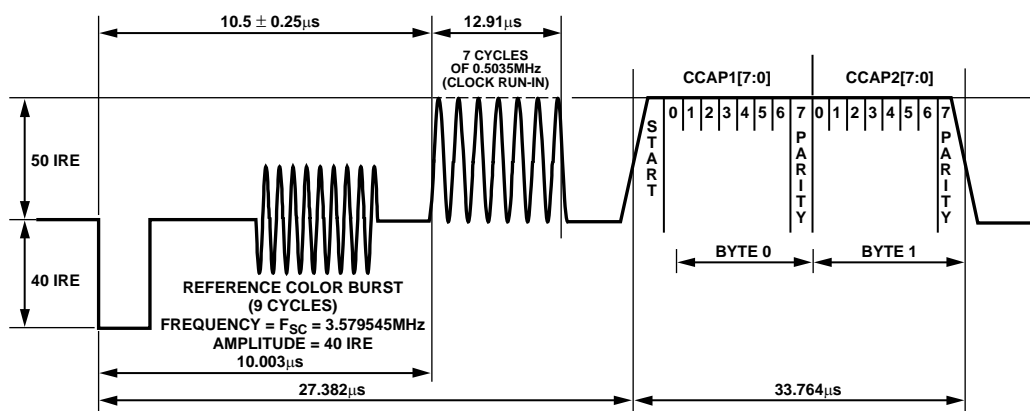 10.5 ± 0.25µs
12.91µs
7 CYCLES
OF 0.5035MHz
(CLOCK RUN-IN)
CCAP1[7:0]
CCAP2[7:0]
0 1 2 3 4 5 6 7 0 1 2 3 4 5 6 7
START
PARITY
PARITY
50 IRE
40 IRE
BYTE 0
BYTE 1
REFERENCE COLOR BURST
(9 CYCLES)
FREQUENCY = FSC = 3.579545MHz
AMPLITUDE = 40 IRE
10.003µs
27.382µs
33.764µs